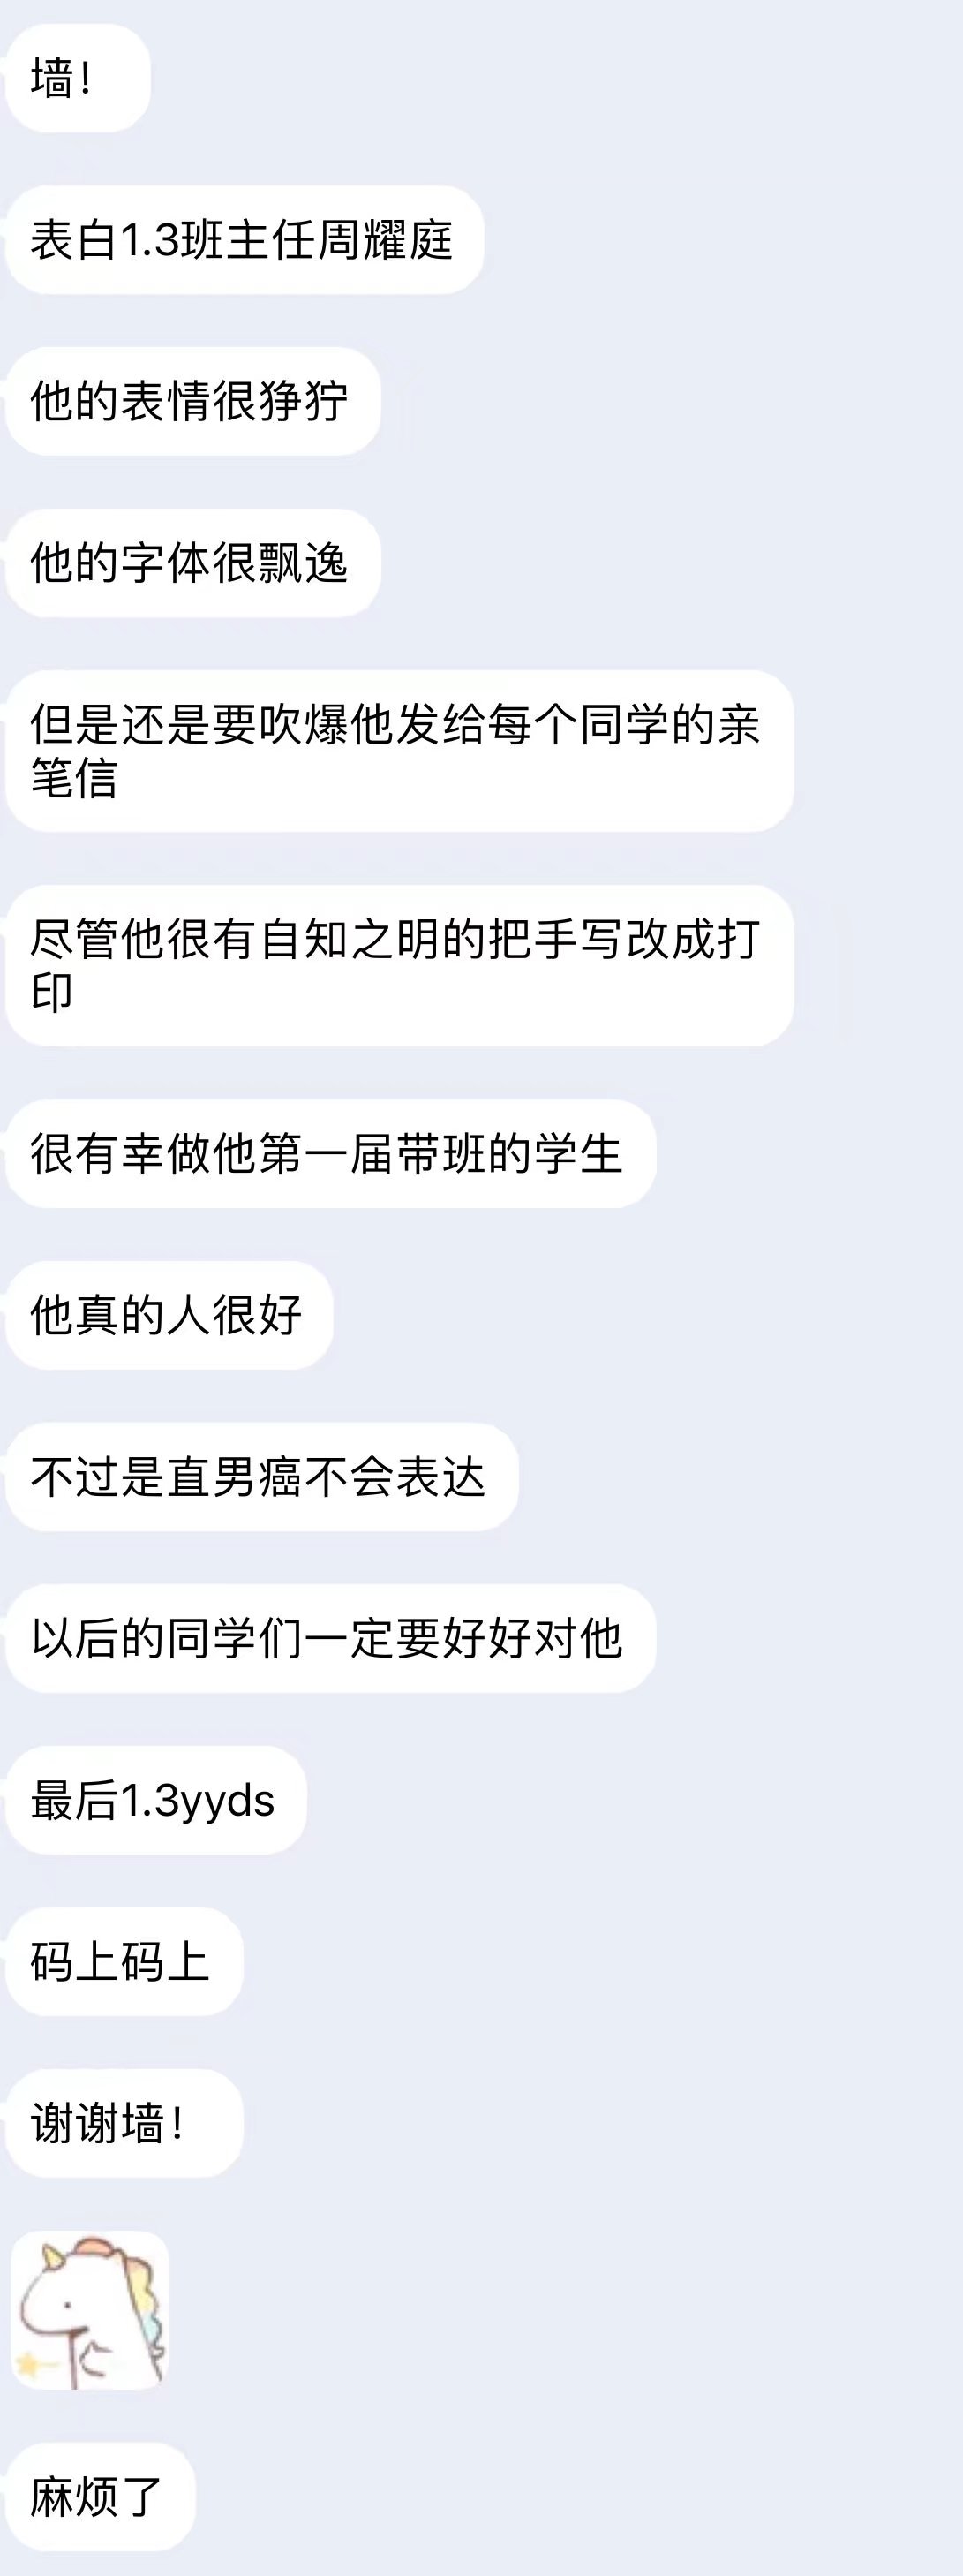 墙！
表白1.3班主任周耀庭
他的表情很狰狞
他的字体很飘逸
但是还是要吹爆他发给每个同学的亲
笔信
尽管他很有自知之明的把手写改成打
印
很有幸做他第一届带班的学生
他真的人很好
不过是直男癌不会表达
以后的同学们一定要好好对他
最后1.3yyds
码上码上
谢谢墙！
麻烦了